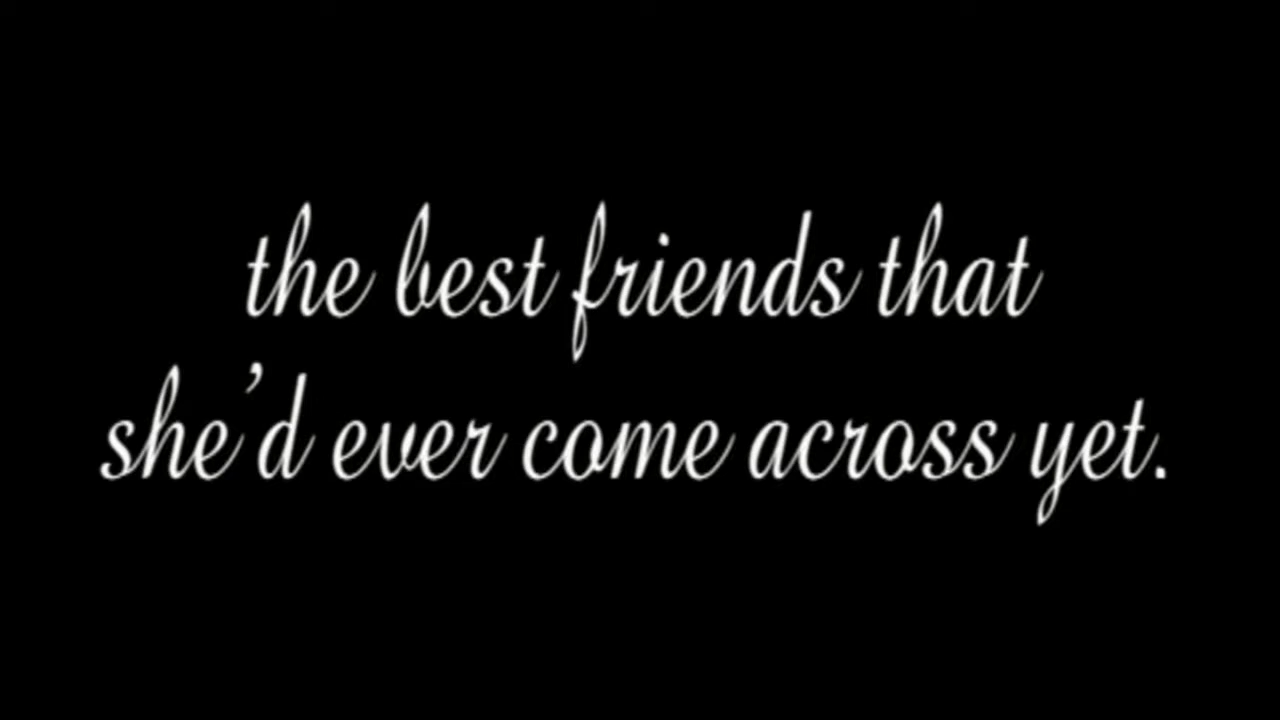 the best friends that
she’d ever come across yet.